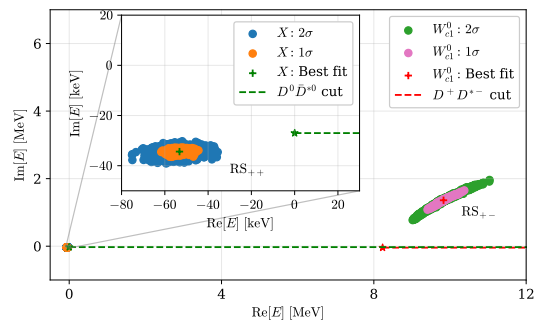 6
4
2
0
0
4
8
12
Im[E] [MeV]
Re[E] [MeV]
20
0
−20
−40
−80
−60
−40
−20
0
20
Im[E] [keV]
Re[E] [keV]
X: 2σ
X: 1σ
X: Best fit
D⁰D̄*⁰ cut
RS₊₊
W⁰c1: 2σ
W⁰c1: 1σ
W⁰c1: Best fit
D⁺D*⁻ cut
RS₊₋